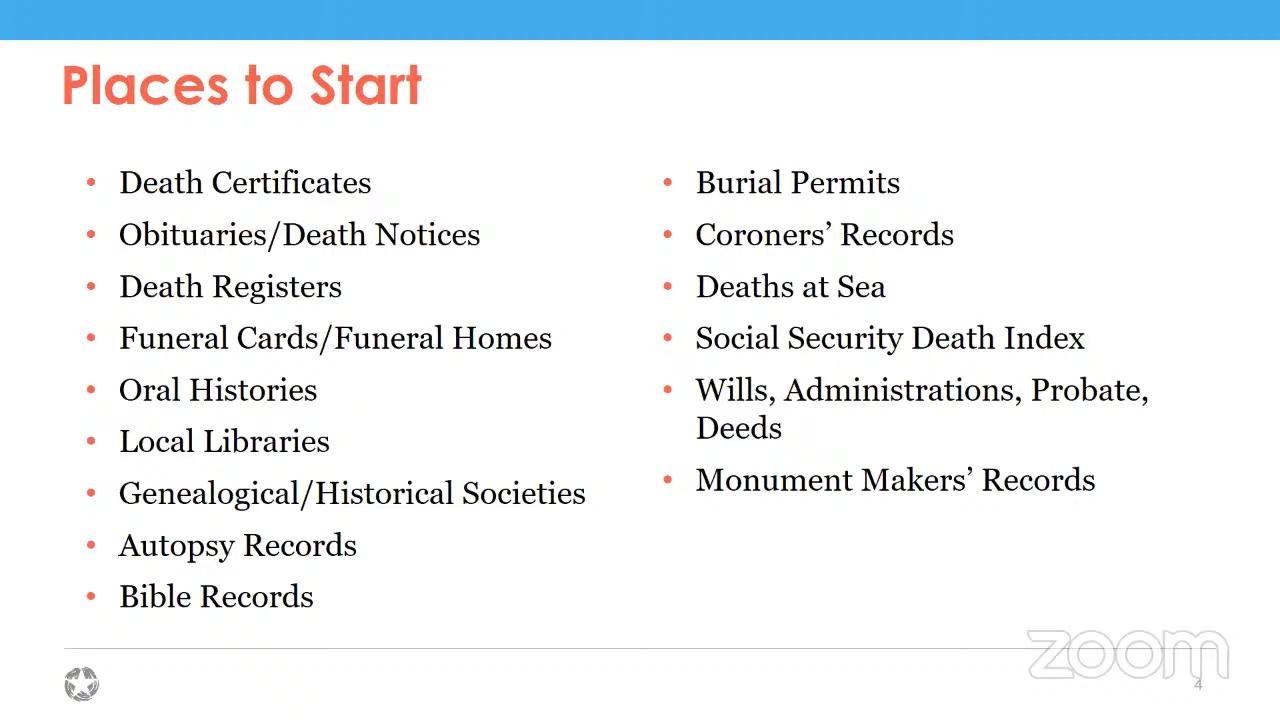 Places to Start
• Death Certificates
• Obituaries/Death Notices
• Death Registers
• Funeral Cards/Funeral Homes
• Oral Histories
• Local Libraries
• Genealogical/Historical Societies
• Autopsy Records
• Bible Records
• Burial Permits
• Coroners’ Records
• Deaths at Sea
• Social Security Death Index
• Wills, Administrations, Probate,
Deeds
• Monument Makers’ Records
zoom
4